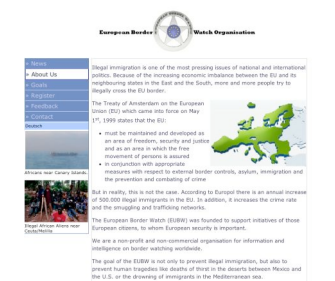 European Border Watch Organisation
» News
» About Us
» Goals
» Register
» Feedback
» Contact
Deutsch
Africans near Canary Islands.
Illegal African Aliens near
Ceuta/Melilla
Illegal immigration is one of the most pressing issues of national and international
politics. Because of the increasing economic imbalance between the EU and its
neighbouring states in the East and the South, more and more people try to
illegally cross the EU border.
The Treaty of Amsterdam on the European
Union (EU) which came into force on May
1st, 1999 states that the EU:
• must be maintained and developed as
an area of freedom, security and justice
and as an area in which the free
movement of persons is assured
• in conjunction with appropriate
measures with respect to external border controls, asylum, immigration and
the prevention and combating of crime
But in reality, this is not the case. According to Europol there is an annual increase
of 500.000 illegal immigrants in the EU. In addition, it increases the crime rate
and the smuggling and trafficking networks.
The European Border Watch (EUBW) was founded to support initiatives of those
European citizens, to whom European security is important.
We are a non-profit and non-commercial organisation for information and
intelligence on border watching worldwide.
The goal of the EUBW is not only to prevent illegal immigration, but also to
prevent human tragedies like deaths of thirst in the deserts between Mexico and
the U.S. or the drowning of immigrants in the Mediterranean sea.